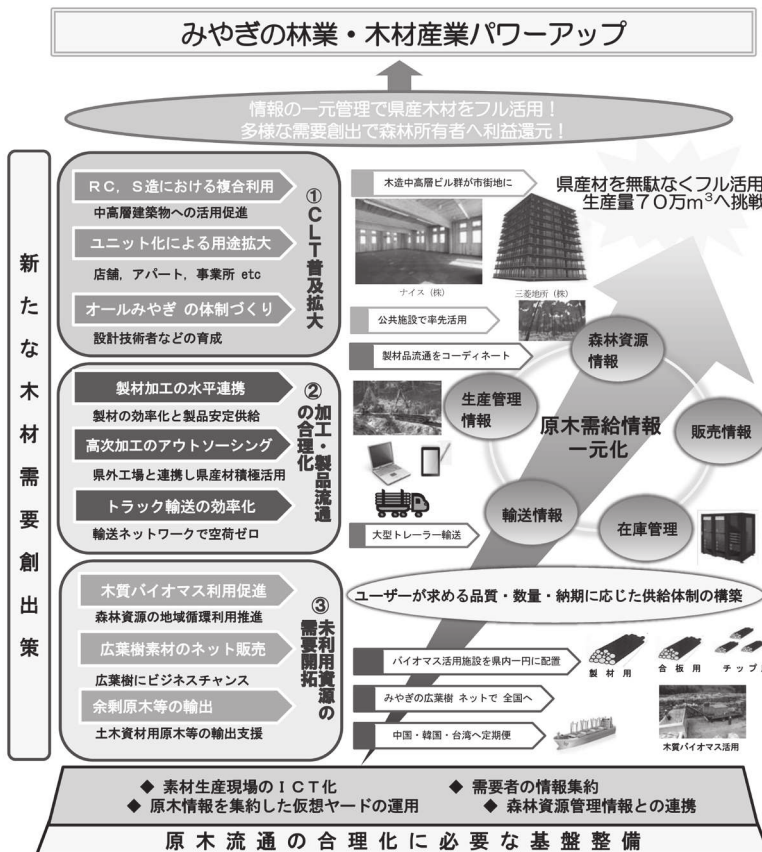 みやぎの林業・木材産業パワーアップ
情報の一元管理で県産木材をフル活用！
多様な需要創出で森林所有者へ利益還元！
新たな木材需要創出策
①CLT普及拡大
ＲＣ，Ｓ造における複合利用
中高層建築物への活用促進
ユニット化による用途拡大
店舗，アパート，事業所 etc
オールみやぎ の体制づくり
設計技術者などの育成
②加工・製品流通の合理化
製材加工の水平連携
製材の効率化と製品安定供給
高次加工のアウトソーシング
県外工場と連携し県産材積極活用
トラック輸送の効率化
輸送ネットワークで空荷ゼロ
③未利用資源の需要開拓
木質バイオマス利用促進
森林資源の地域循環利用推進
広葉樹素材のネット販売
広葉樹にビジネスチャンス
余剰原木等の輸出
土木資材用原木等の輸出支援
木造中高層ビル群が市街地に
県産材を無駄なくフル活用
生産量７０万m³へ挑戦
ナイス（株）
三菱地所（株）
公共施設で率先活用
製材品流通をコーディネート
森林資源情報
生産管理情報
原木需給情報
一元化
販売情報
輸送情報
在庫管理
大型トレーラー輸送
ユーザーが求める品質・数量・納期に応じた供給体制の構築
バイオマス活用施設を県内一円に配置
製材用
合板用
チップ
みやぎの広葉樹 ネットで 全国へ
中国・韓国・台湾へ定期便
木質バイオマス活用
◆ 素材生産現場のＩＣＴ化
◆ 需要者の情報集約
◆ 原木情報を集約した仮想ヤードの運用
◆ 森林資源管理情報との連携
原木流通の合理化に必要な基盤整備